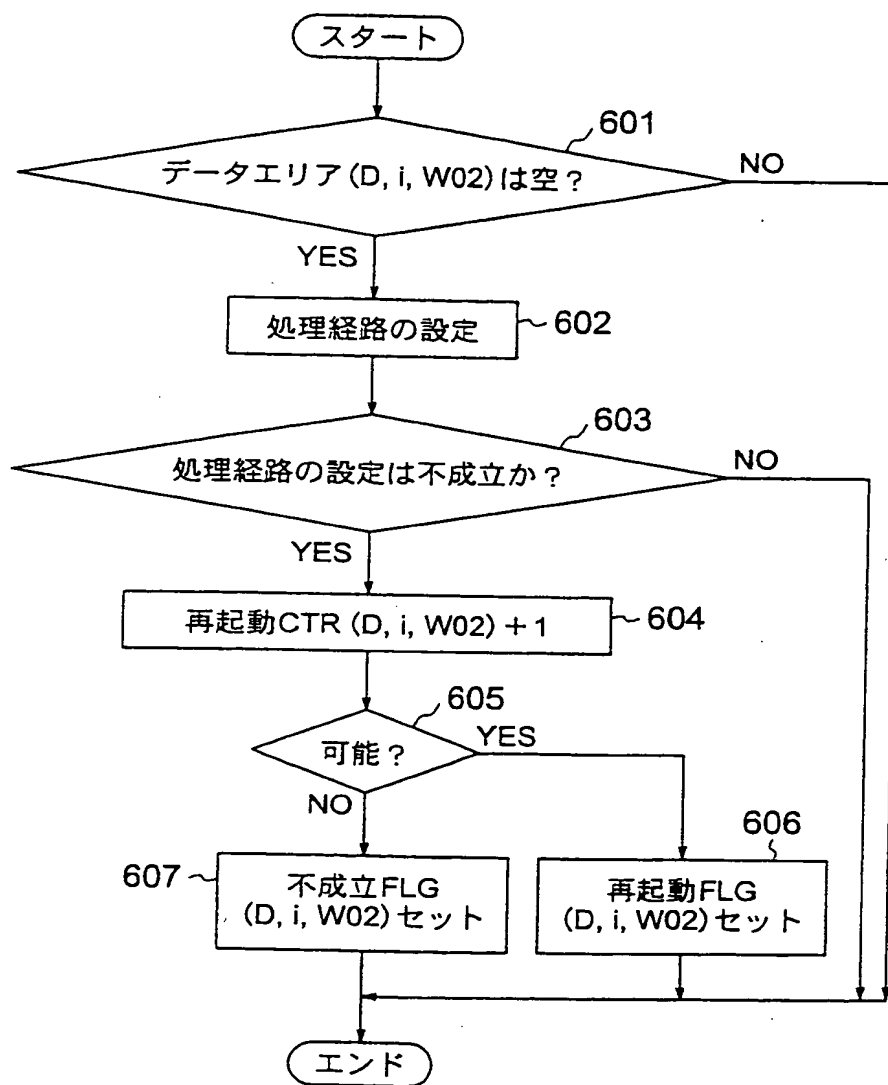 スタート
601
データエリア (D, i, W02) は空？
NO
YES
処理経路の設定
602
603
処理経路の設定は不成立か？
NO
YES
再起動CTR (D, i, W02) + 1
604
605
可能？
YES
NO
606
607
不成立FLG
(D, i, W02) セット
再起動FLG
(D, i, W02) セット
エンド